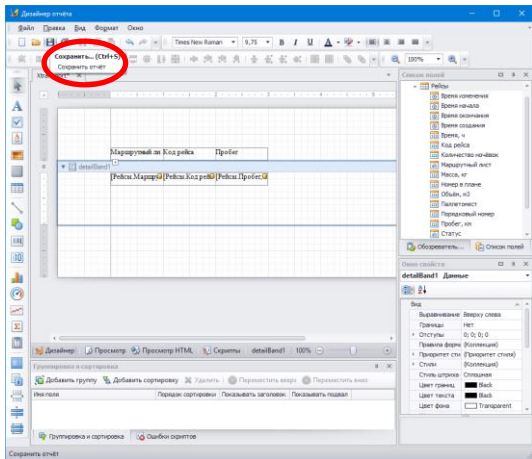 Дизайнер отчёта
Файл Правка Вид Формат Окно
Times New Roman 9,75 B I U
Сохранить... (Ctrl+S)
Сохранить отчёт
100%
Список полей
Рейсы
Время изменения
Время начала
Время окончания
Время создания
Время, ч
Код рейса
Количество ночёвок
Маршрутный лист
Масса, кг
Номер в плане
Объём, м3
Паллетомест
Порядковый номер
Пробег, км
Статус
Обозреватель... Список полей
Маршрутный ли Код рейса Пробег
detailBand1
[Рейсы.Маршру [Рейсы.Код рей [Рейсы.Пробег,
Окно свойств
detailBand1 Данные
Вид
Выравнивание Вверху слева
Границы Нет
Отступы 0; 0; 0; 0
Правила форма (Коллекция)
Приоритет сти (Приоритет стиля)
Стили (Коллекция)
Стиль штриха Сплошная
Цвет границ Black
Цвет текста Black
Цвет фона Transparent
Дизайнер Просмотр Просмотр HTML Скрипты detailBand1 100%
Группировка и сортировка
Добавить группу Добавить сортировку Удалить Переместить вверх Переместить вниз
Имя поля Порядок сортировки Показывать заголовок Показывать подвал
Группировка и сортировка Ошибки скриптов
Сохранить отчёт